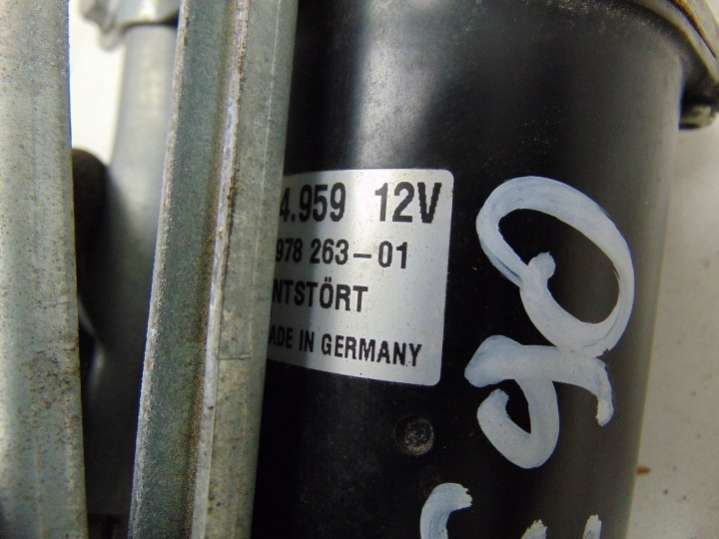 4.959 12V
978 263-01
NTSTÖRT
ADE IN GERMANY